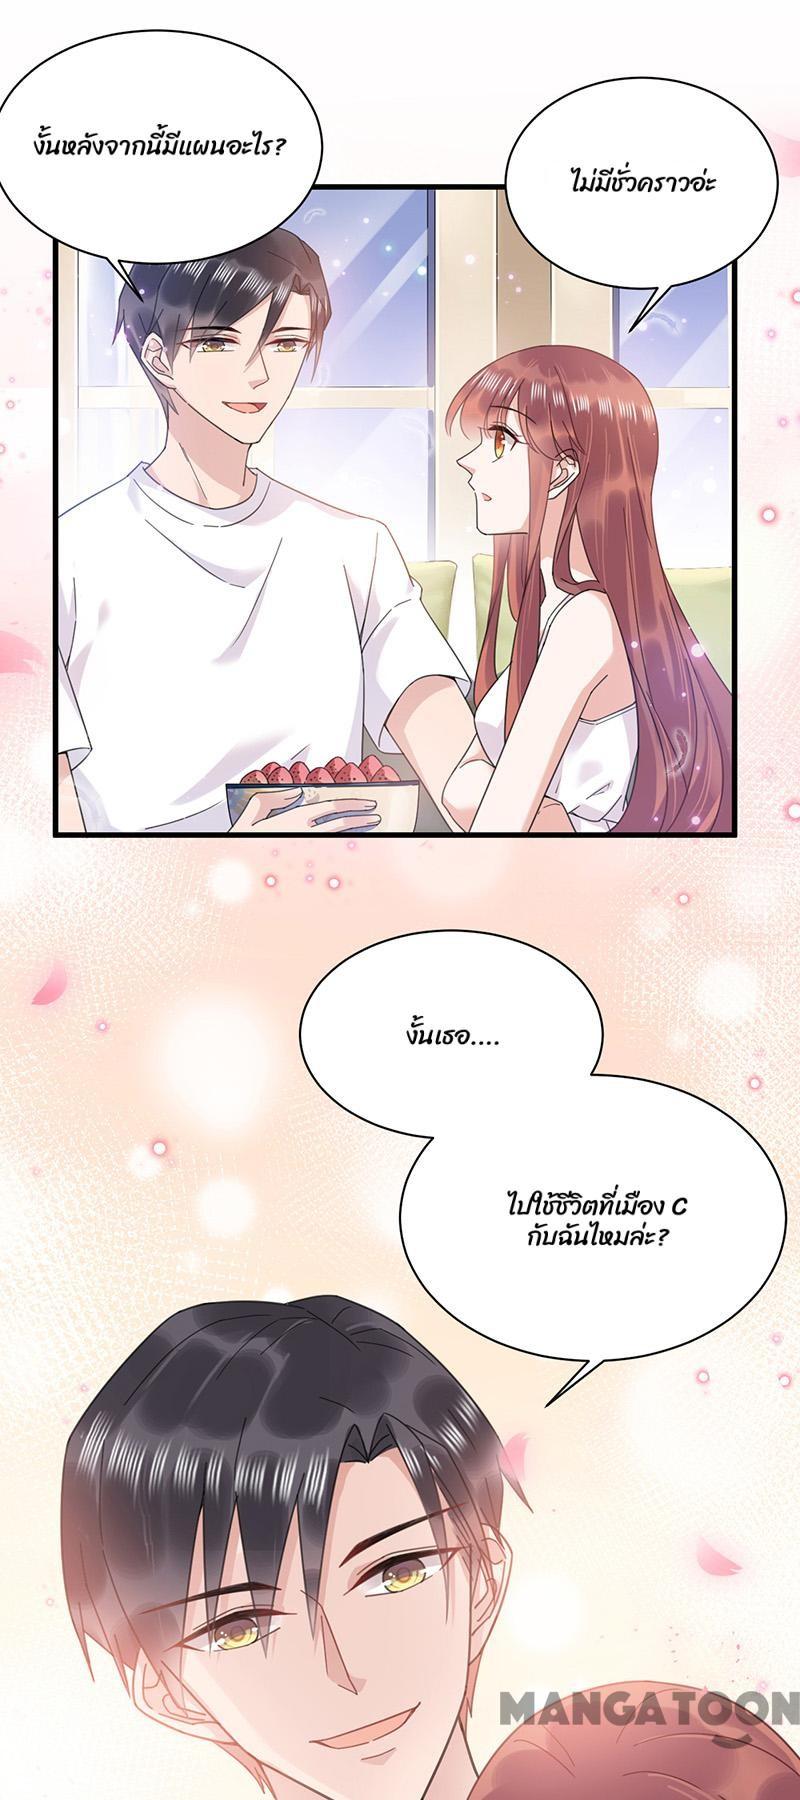 งั้นหลังจากนี้มีแผนอะไร?
ไม่มีชั่วคราวอ่ะ
งั้นเธอ....
ไปใช้ชีวิตที่เมือง C
กับฉันไหมล่ะ?
MANGATOON